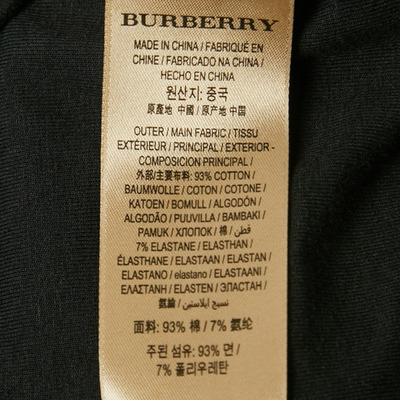 BURBERRY
MADE IN CHINA / FABRIQUÉ EN
CHINE / FABRICADO NA CHINA /
HECHO EN CHINA
원산지: 중국
原產地 中國 / 原产地 中国
OUTER / MAIN FABRIC / TISSU
EXTÉRIEUR / PRINCIPAL / EXTERIOR -
COMPOSICION PRINCIPAL /
外部/主要布料: 93% COTTON /
BAUMWOLLE / COTON / COTONE /
KATOEN / BOMULL / ALGODÓN /
ALGODÃO / PUUVILLA / BAMBAKI /
PAMUK / ХЛОПОК / 棉 / قطن
7% ELASTANE / ELASTHAN /
ÉLASTHANE / ELASTAAN / ELASTAN /
ELASTANO / elastano / ELASTAANI /
ΕΛΑΣΤΑΝΗ / ELASTEN / ЭЛАСТАН /
氨綸 / نسيج ايلاستين
面料: 93% 棉 / 7% 氨纶
주된 섬유: 93% 면 /
7% 폴리우레탄